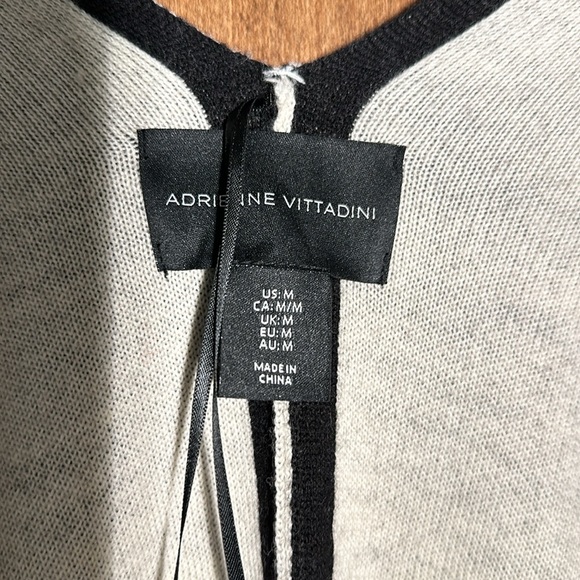 ADRIENNE VITTADINI
US: M
CA: M/M
UK: M
EU: M
AU: M
MADE IN
CHINA